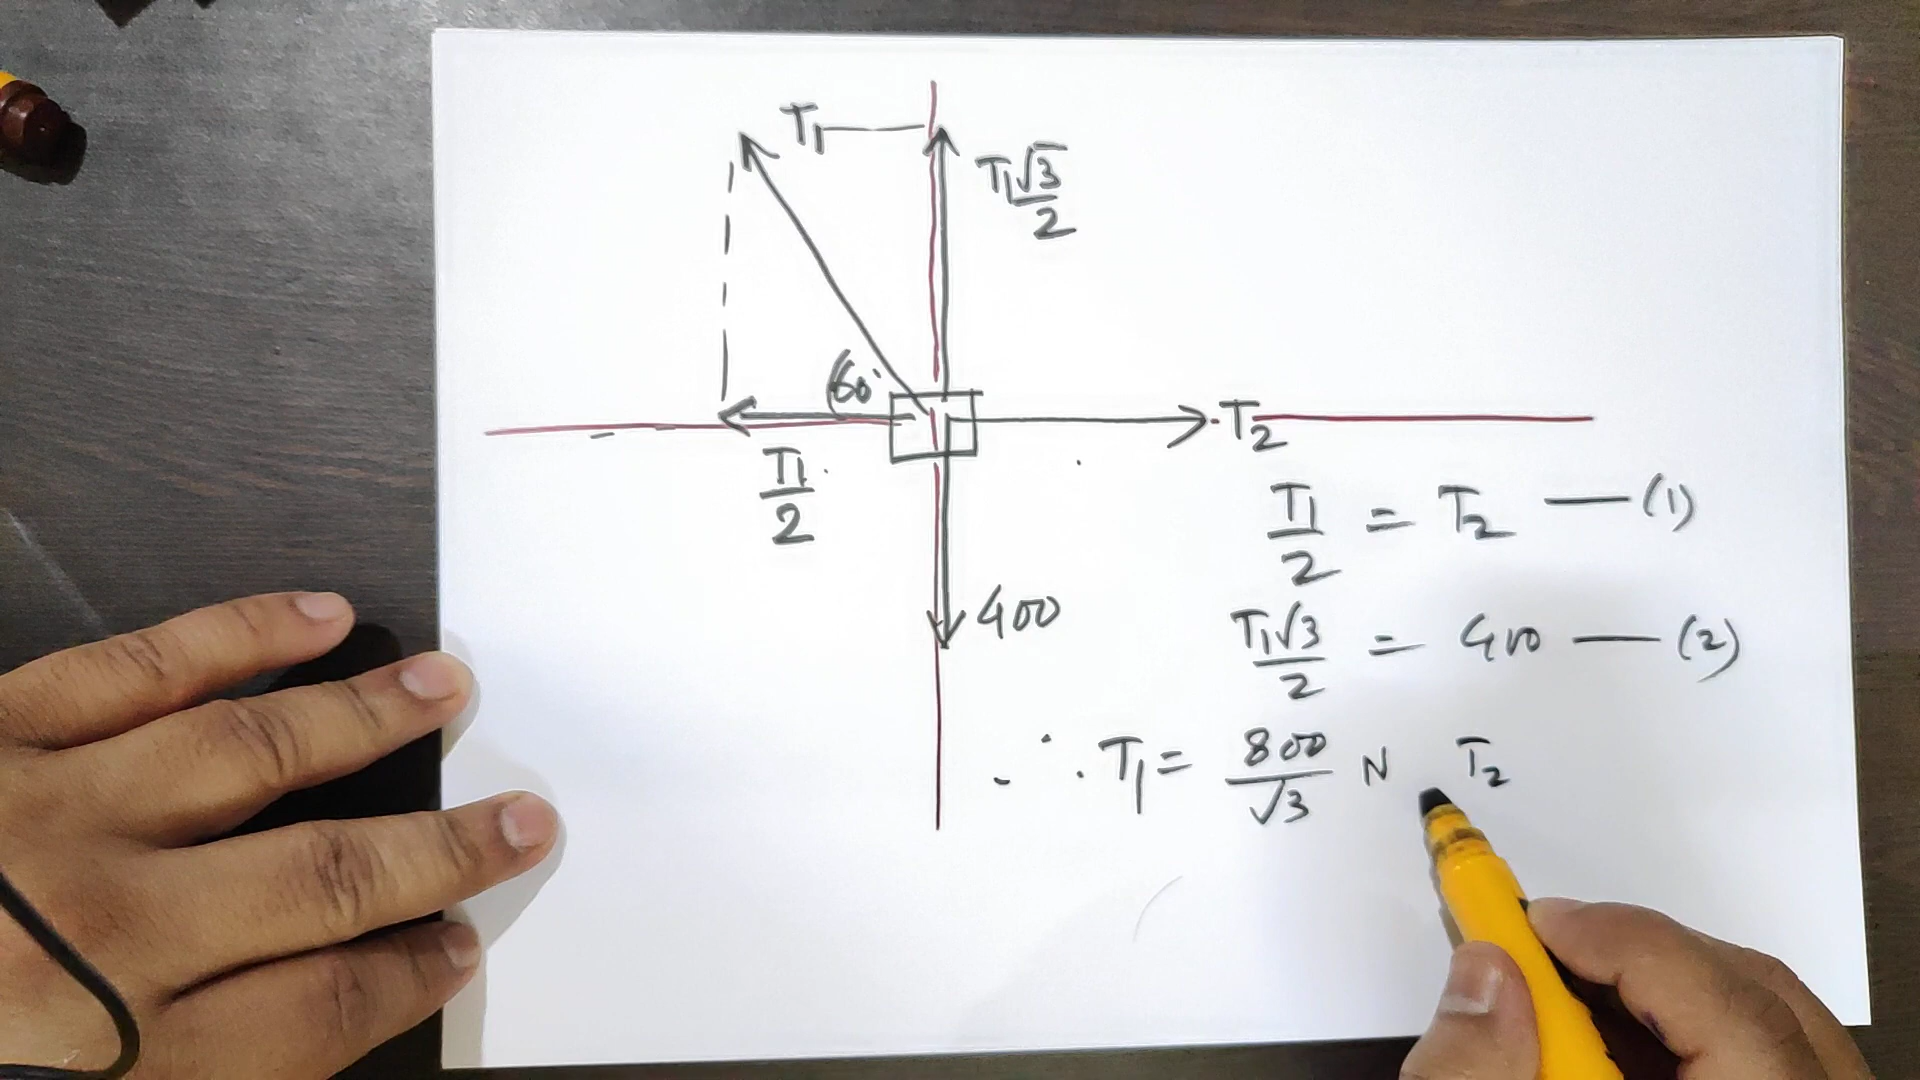 T₁
T₁√3/2
60°
T₂
T₁/2
T₁/2 = T₂ — (1)
400
T₁√3/2 = 400 — (2)
∴ T₁ = 800/√3 N T₂